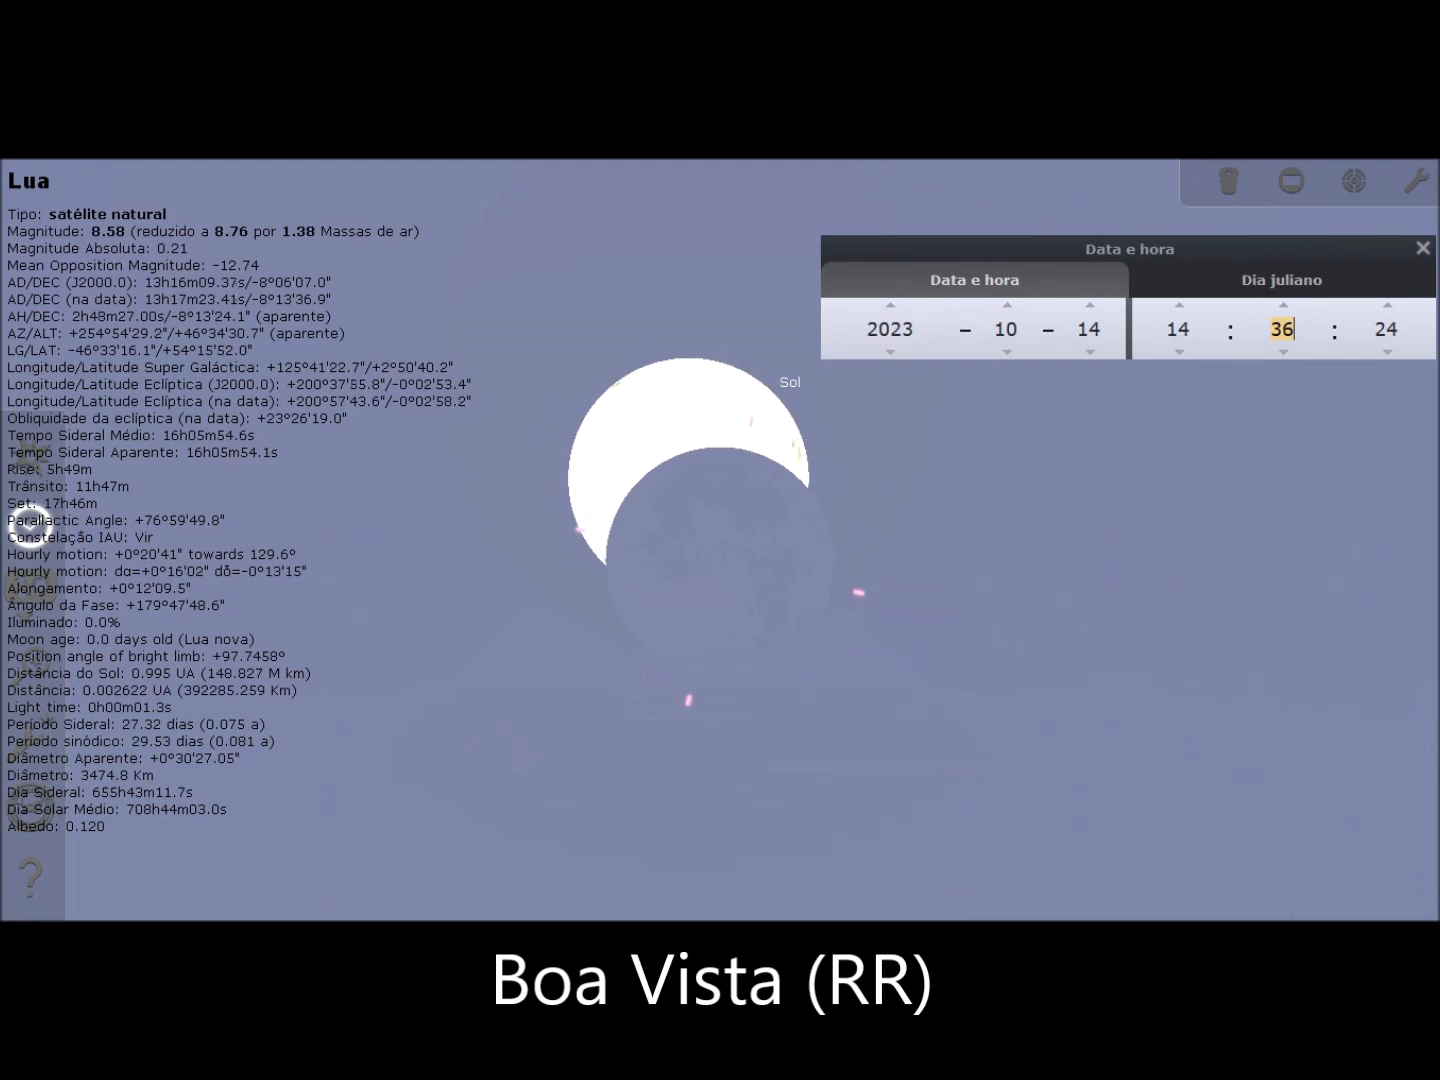 Lua
Tipo: satélite natural
Magnitude: 8.58 (reduzido a 8.76 por 1.38 Massas de ar)
Magnitude Absoluta: 0.21
Mean Opposition Magnitude: -12.74
AD/DEC (J2000.0): 13h16m09.37s/-8°06'07.0"
AD/DEC (na data): 13h17m23.41s/-8°13'36.9"
AH/DEC: 2h48m27.00s/-8°13'24.1" (aparente)
AZ/ALT: +254°54'29.2"/+46°34'30.7" (aparente)
LG/LAT: -46°33'16.1"/+54°15'52.0"
Longitude/Latitude Super Galáctica: +125°41'22.7"/+2°50'40.2"
Longitude/Latitude Eclíptica (J2000.0): +200°37'55.8"/-0°02'53.4"
Longitude/Latitude Eclíptica (na data): +200°57'43.6"/-0°02'58.2"
Obliquidade da eclíptica (na data): +23°26'19.0"
Tempo Sideral Médio: 16h05m54.6s
Tempo Sideral Aparente: 16h05m54.1s
Rise: 5h49m
Trânsito: 11h47m
Set: 17h46m
Parallactic Angle: +76°59'49.8"
Constelação IAU: Vir
Hourly motion: +0°20'41" towards 129.6°
Hourly motion: dα=+0°16'02" dδ=-0°13'15"
Alongamento: +0°12'09.5"
Ângulo da Fase: +179°47'48.6"
Iluminado: 0.0%
Moon age: 0.0 days old (Lua nova)
Position angle of bright limb: +97.7458°
Distância do Sol: 0.995 UA (148.827 M km)
Distância: 0.002622 UA (392285.259 Km)
Light time: 0h00m01.3s
Período Sideral: 27.32 dias (0.075 a)
Período sinódico: 29.53 dias (0.081 a)
Diâmetro Aparente: +0°30'27.05"
Diâmetro: 3474.8 Km
Dia Sideral: 655h43m11.7s
Dia Solar Médio: 708h44m03.0s
Albedo: 0.120
?
Data e hora
Data e hora
Dia juliano
2023 - 10 - 14 14 : 36 : 24
Sol
Boa Vista (RR)